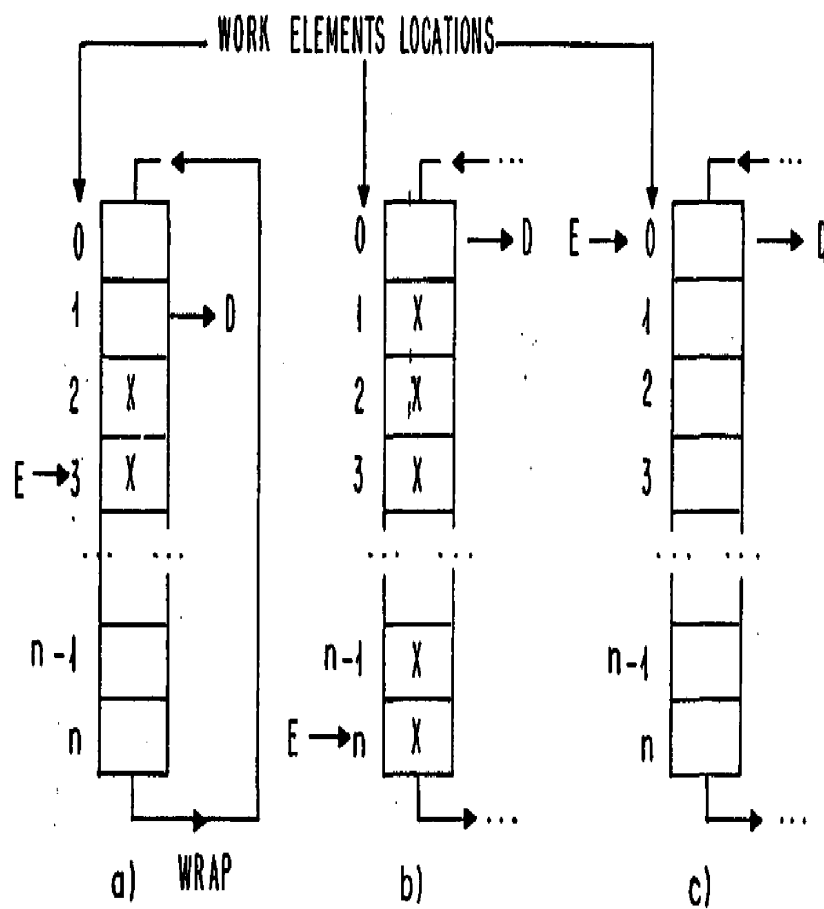 WORK ELEMENTS LOCATIONS
... ...
0 0 → D E → 0 → D
1 → D 1 X 1
2 X 2 X 2
E → 3 X 3 X 3
... ... ... ... ... ...
n-1 n-1 X n-1
n E → n X n
... ...
WRAP
a) b) c)